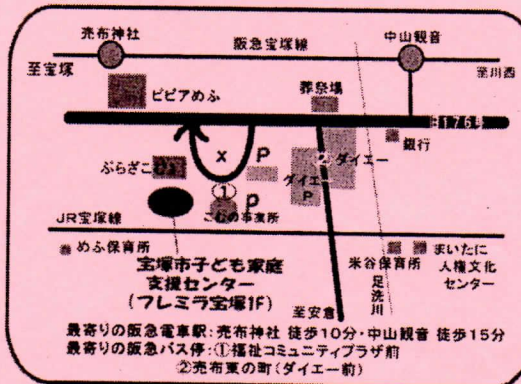 売布神社
阪急宝塚線
中山観音
至宝塚
至川西
ピピアめふ
葬祭場
176号
銀行
ぷらざこむ1
x
P
② ダイエー
ダイエー
P
①
P
こむの事業所
JR宝塚線
めふ保育所
宝塚市子ども家庭
支援センター
(フレミラ宝塚1F)
米谷保育所
まいたに
人権文化
センター
足洗川
至安倉
最寄りの阪急電車駅:売布神社 徒歩10分・中山観音 徒歩15分
最寄りの阪急バス停:①福祉コミュニティプラザ前
②売布東の町(ダイエー前)